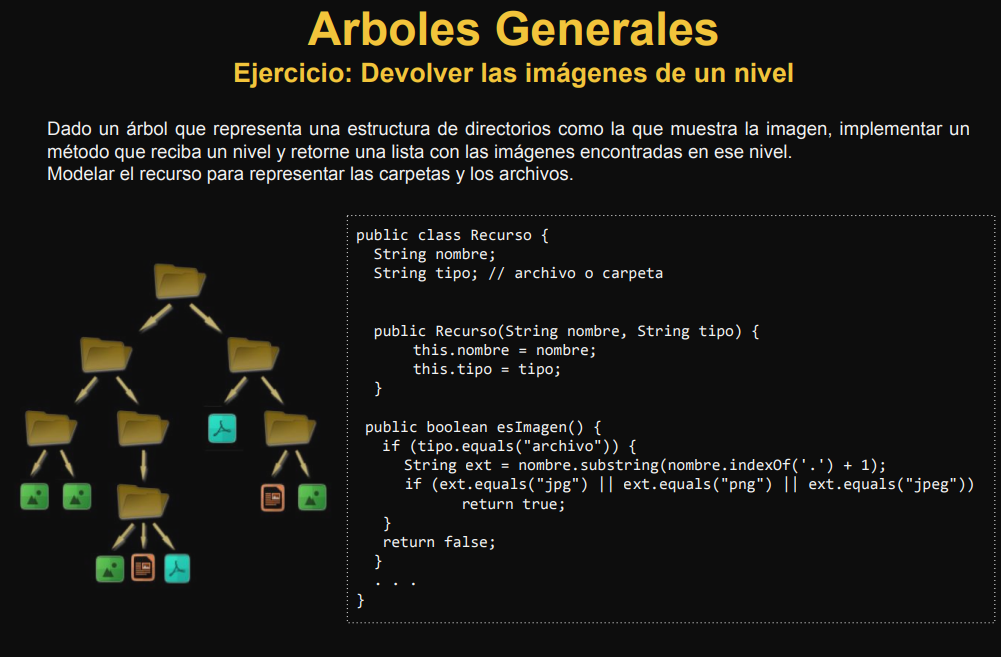 Arboles Generales
Ejercicio: Devolver las imágenes de un nivel
Dado un árbol que representa una estructura de directorios como la que muestra la imagen, implementar un
método que reciba un nivel y retorne una lista con las imágenes encontradas en ese nivel.
Modelar el recurso para representar las carpetas y los archivos.
public class Recurso {
String nombre;
String tipo; // archivo o carpeta
public Recurso(String nombre, String tipo) {
this.nombre = nombre;
this.tipo = tipo;
}
public boolean esImagen() {
if (tipo.equals("archivo")) {
String ext = nombre.substring(nombre.indexOf('.') + 1);
if (ext.equals("jpg") || ext.equals("png") || ext.equals("jpeg"))
return true;
}
return false;
}
. . .
}